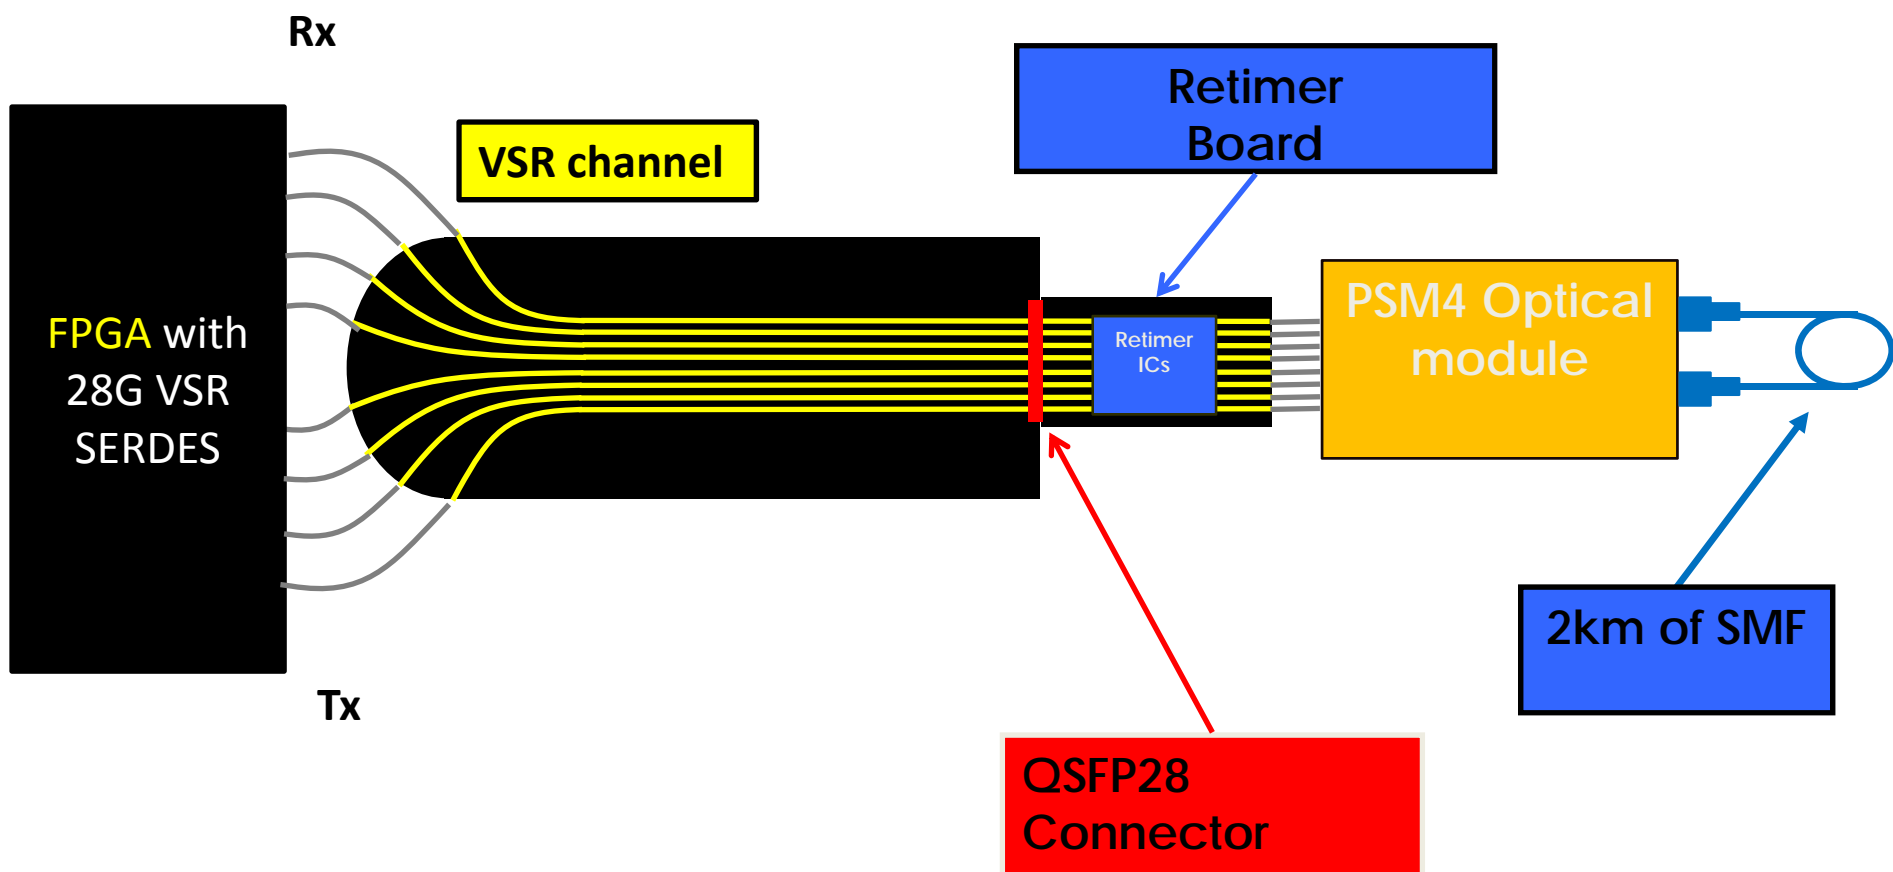 Rx
Retimer
Board
VSR channel
FPGA with
28G VSR
SERDES
Retimer
ICs
PSM4 Optical
module
2km of SMF
Tx
QSFP28
Connector